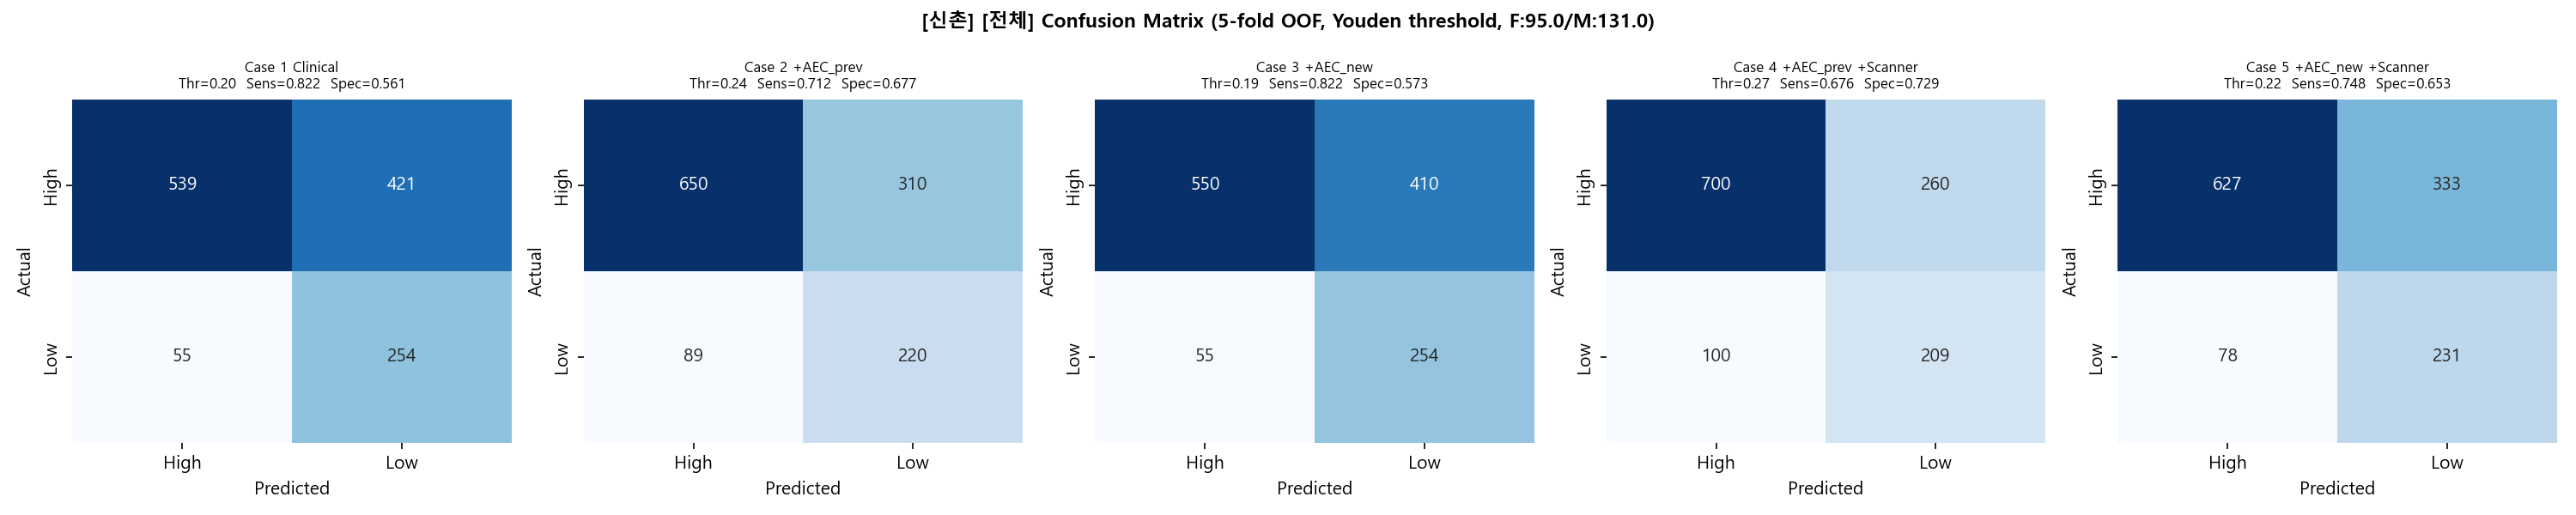 [신촌] [전체] Confusion Matrix (5-fold OOF, Youden threshold, F:95.0/M:131.0)
Case 1 Clinical
Thr=0.20 Sens=0.822 Spec=0.561
High
539
421
Actual
Low
55
254
High
Low
Predicted
Case 2 +AEC_prev
Thr=0.24 Sens=0.712 Spec=0.677
High
650
310
Actual
Low
89
220
High
Low
Predicted
Case 3 +AEC_new
Thr=0.19 Sens=0.822 Spec=0.573
High
550
410
Actual
Low
55
254
High
Low
Predicted
Case 4 +AEC_prev +Scanner
Thr=0.27 Sens=0.676 Spec=0.729
High
700
260
Actual
Low
100
209
High
Low
Predicted
Case 5 +AEC_new +Scanner
Thr=0.22 Sens=0.748 Spec=0.653
High
627
333
Actual
Low
78
231
High
Low
Predicted